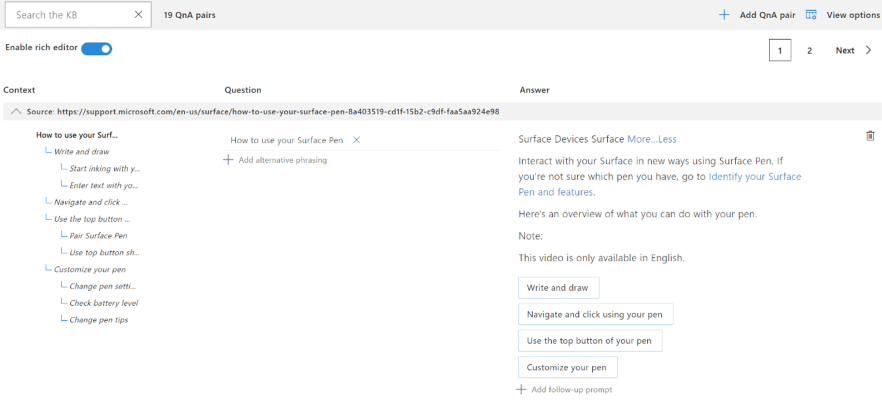 Search the KB
19 QnA pairs
Add QnA pair
View options
Enable rich editor
1 2 Next
Context Question Answer
Source: https://support.microsoft.com/en-us/surface/how-to-use-your-surface-pen-8a403519-cd1f-15b2-c9df-faa5aa924e98
How to use your Surf...
Write and draw
Start inking with y...
Enter text with yo...
Navigate and click ...
Use the top button ...
Pair Surface Pen
Use top button sh...
Customize your pen
Change pen setti...
Check battery level
Change pen tips
How to use your Surface Pen
Add alternative phrasing
Surface Devices Surface More...Less
Interact with your Surface in new ways using Surface Pen. If
you're not sure which pen you have, go to Identify your Surface
Pen and features.
Here's an overview of what you can do with your pen.
Note:
This video is only available in English.
Write and draw
Navigate and click using your pen
Use the top button of your pen
Customize your pen
Add follow-up prompt